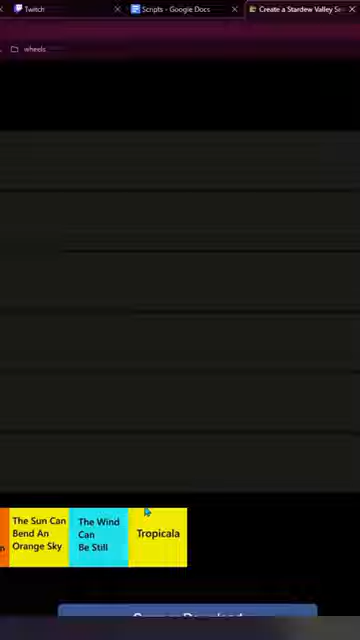 Twitch
Scripts - Google Docs
Create a Stardew Valley Se
wheels
The Sun Can
Bend An
Orange Sky
The Wind
Can
Be Still
Tropicala